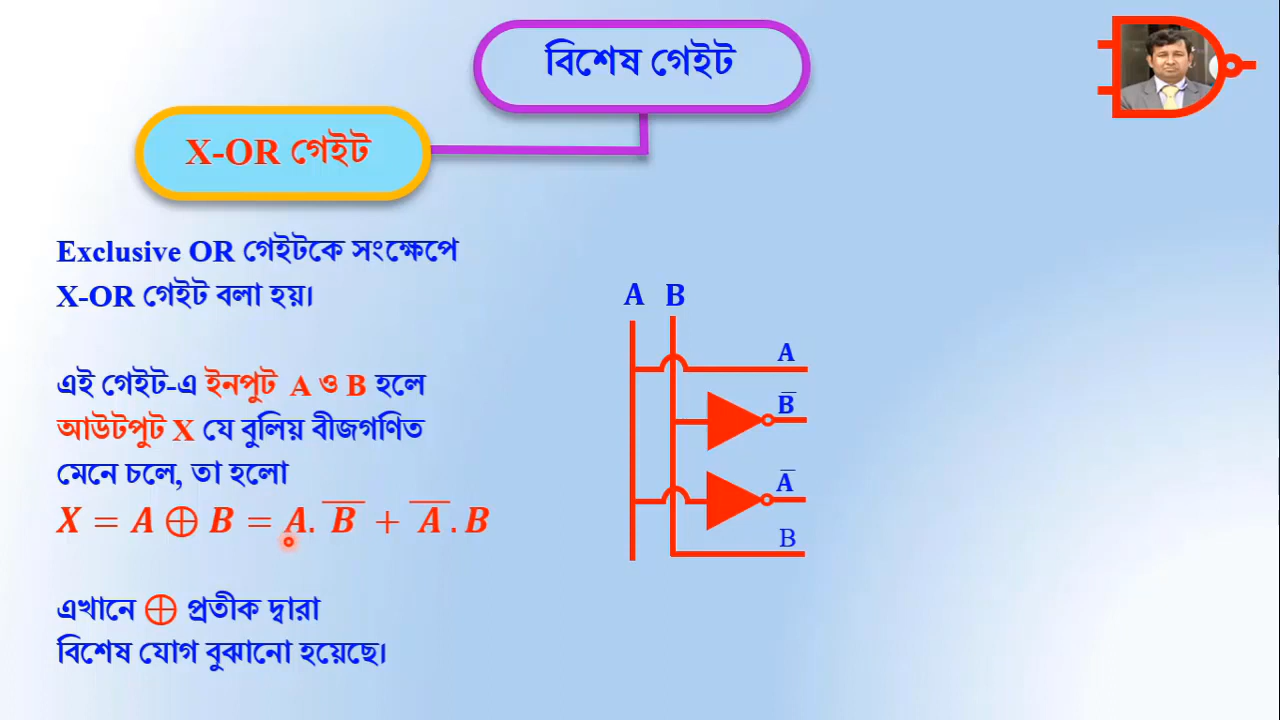 বিশেষ গেইট
X-OR গেইট
Exclusive OR গেইটকে সংক্ষেপে
X-OR গেইট বলা হয়।
এই গেইট-এ ইনপুট A ও B হলে
আউটপুট X যে বুলিয় বীজগণিত
মেনে চলে, তা হলো
X = A ⊕ B = A. B̅ + A̅ . B
এখানে ⊕ প্রতীক দ্বারা
বিশেষ যোগ বুঝানো হয়েছে।
A B
A
B̅
A̅
B